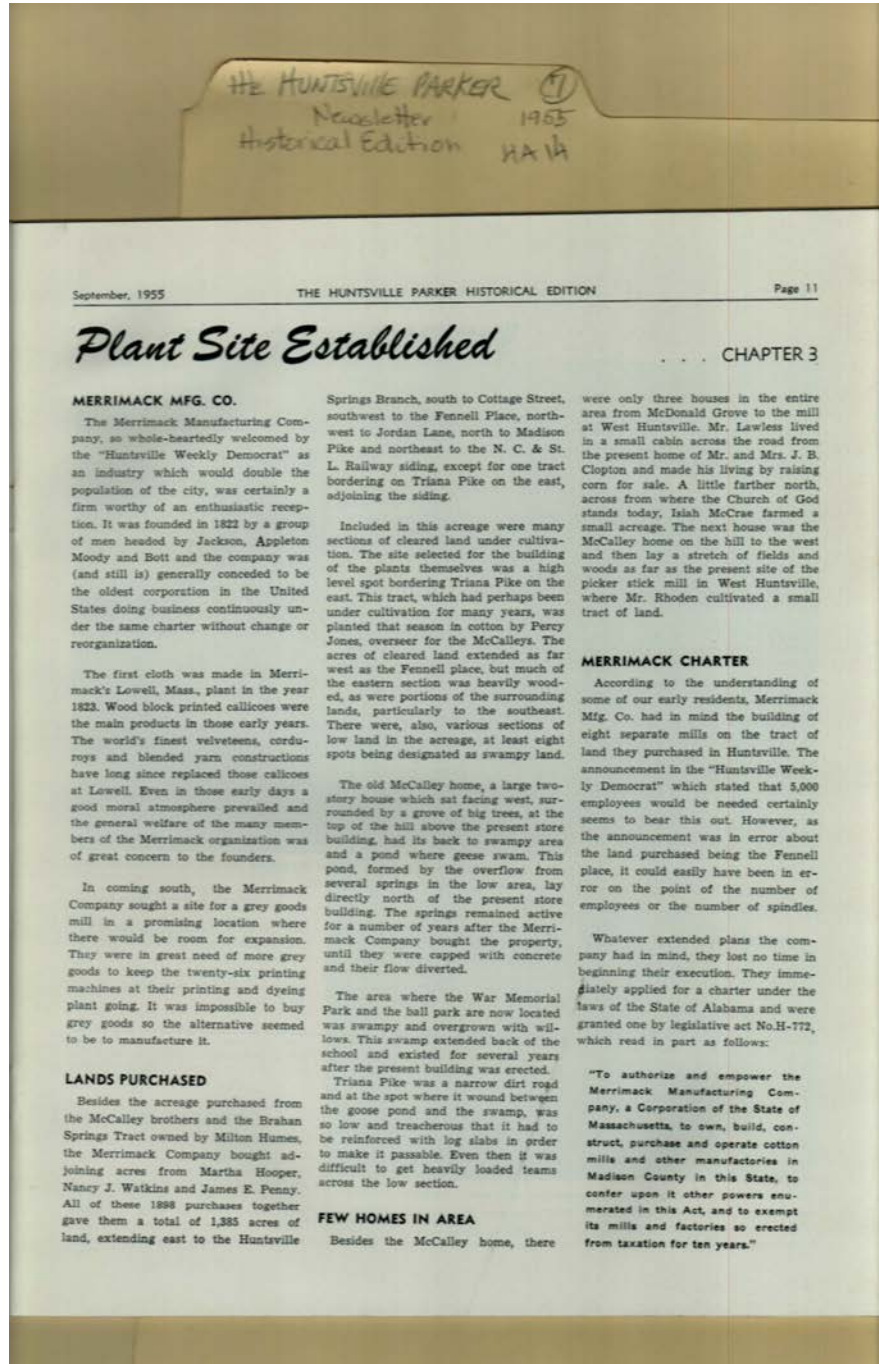 tHE HUNTSVIllE PARKER 7
Newsletter 1955
Historical Edition HA 14
September, 1955 THE HUNTSVILLE PARKER HISTORICAL EDITION Page 11
Plant Site Established . . . CHAPTER 3
MERRIMACK MFG. CO.
The Merrimack Manufacturing Com-
pany, so whole-heartedly welcomed by
the "Huntsville Weekly Democrat" as
an industry which would double the
population of the city, was certainly a
firm worthy of an enthusiastic recep-
tion. It was founded in 1822 by a group
of men headed by Jackson, Appleton
Moody and Bott and the company was
(and still is) generally conceded to be
the oldest corporation in the United
States doing business continuously un-
der the same charter without change or
reorganization.
The first cloth was made in Merri-
mack's Lowell, Mass., plant in the year
1823. Wood block printed callicoes were
the main products in those early years.
The world's finest velveteens, cordu-
roys and blended yarn constructions
have long since replaced those calicoes
at Lowell. Even in those early days a
good moral atmosphere prevailed and
the general welfare of the many mem-
bers of the Merrimack organization was
of great concern to the founders.
In coming south, the Merrimack
Company sought a site for a grey goods
mill in a promising location where
there would be room for expansion.
They were in great need of more grey
goods to keep the twenty-six printing
machines at their printing and dyeing
plant going. It was impossible to buy
grey goods so the alternative seemed
to be to manufacture it.
LANDS PURCHASED
Besides the acreage purchased from
the McCalley brothers and the Brahan
Springs Tract owned by Milton Humes,
the Merrimack Company bought ad-
joining acres from Martha Hooper,
Nancy J. Watkins and James E. Penny.
All of these 1898 purchases together
gave them a total of 1,385 acres of
land, extending east to the Huntsville
Springs Branch, south to Cottage Street,
southwest to the Fennell Place, north-
west to Jordan Lane, north to Madison
Pike and northeast to the N. C. & St.
L. Railway siding, except for one tract
bordering on Triana Pike on the east,
adjoining the siding.
Included in this acreage were many
sections of cleared land under cultiva-
tion. The site selected for the building
of the plants themselves was a high
level spot bordering Triana Pike on the
east. This tract, which had perhaps been
under cultivation for many years, was
planted that season in cotton by Percy
Jones, overseer for the McCalleys. The
acres of cleared land extended as far
west as the Fennell place, but much of
the eastern section was heavily wood-
ed, as were portions of the surrounding
lands, particularly to the southeast.
There were, also, various sections of
low land in the acreage, at least eight
spots being designated as swampy land.
The old McCalley home, a large two-
story house which sat facing west, sur-
rounded by a grove of big trees, at the
top of the hill above the present store
building, had its back to swampy area
and a pond where geese swam. This
pond, formed by the overflow from
several springs in the low area, lay
directly north of the present store
building. The springs remained active
for a number of years after the Merri-
mack Company bought the property,
until they were capped with concrete
and their flow diverted.
The area where the War Memorial
Park and the ball park are now located
was swampy and overgrown with wil-
lows. This swamp extended back of the
school and existed for several years
after the present building was erected.
Triana Pike was a narrow dirt road
and at the spot where it wound between
the goose pond and the swamp, was
so low and treacherous that it had to
be reinforced with log slabs in order
to make it passable. Even then it was
difficult to get heavily loaded teams
across the low section.
FEW HOMES IN AREA
Besides the McCalley home, there
were only three houses in the entire
area from McDonald Grove to the mill
at West Huntsville. Mr. Lawless lived
in a small cabin across the road from
the present home of Mr. and Mrs. J. B.
Clopton and made his living by raising
corn for sale. A little farther north,
across from where the Church of God
stands today, Isiah McCrae farmed a
small acreage. The next house was the
McCalley home on the hill to the west
and then lay a stretch of fields and
woods as far as the present site of the
picker stick mill in West Huntsville,
where Mr. Rhoden cultivated a small
tract of land.
MERRIMACK CHARTER
According to the understanding of
some of our early residents, Merrimack
Mfg. Co. had in mind the building of
eight separate mills on the tract of
land they purchased in Huntsville. The
announcement in the "Huntsville Week-
ly Democrat" which stated that 5,000
employees would be needed certainly
seems to bear this out. However, as
the announcement was in error about
the land purchased being the Fennell
place, it could easily have been in er-
ror on the point of the number of
employees or the number of spindles.
Whatever extended plans the com-
pany had in mind, they lost no time in
beginning their execution. They imme-
diately applied for a charter under the
laws of the State of Alabama and were
granted one by legislative act No.H-772,
which read in part as follows:
"To authorize and empower the
Merrimack Manufacturing Com-
pany, a Corporation of the State of
Massachusetts, to own, build, con-
struct, purchase and operate cotton
mills and other manufactories in
Madison County in this State, to
confer upon it other powers enu-
merated in this Act, and to exempt
its mills and factories so erected
from taxation for ten years."